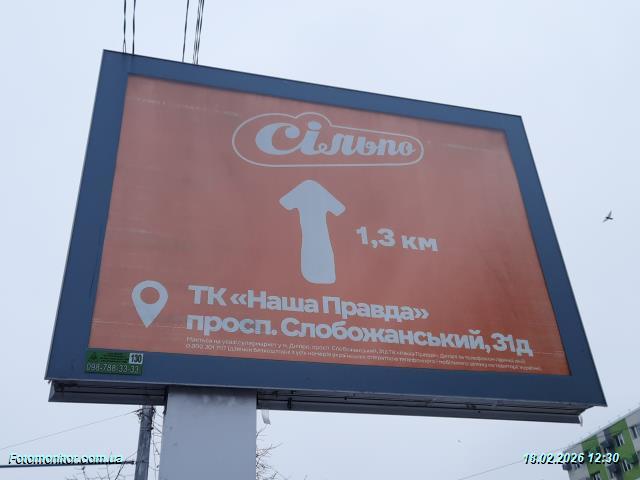 Сільпо
1,3 км
ТК «Наша Правда»
просп. Слобожанський, 31д
130
098-788-33-33
Fotomonitor.com.ua
18.02.2026 12:30